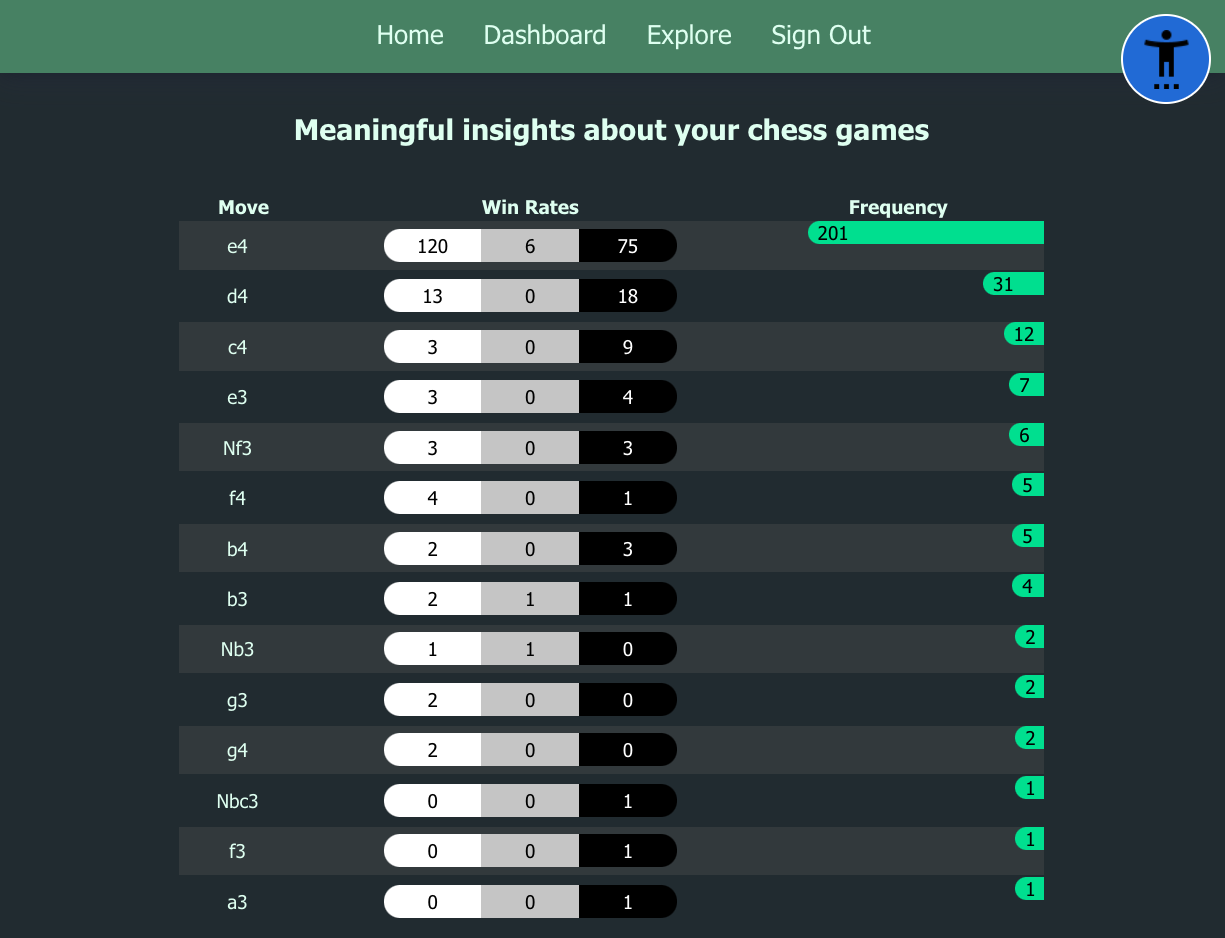 Home Dashboard Explore Sign Out
Meaningful insights about your chess games
Move Win Rates Frequency
e4 120 6 75 201
d4 13 0 18 31
c4 3 0 9 12
e3 3 0 4 7
Nf3 3 0 3 6
f4 4 0 1 5
b4 2 0 3 5
b3 2 1 1 4
Nb3 1 1 0 2
g3 2 0 0 2
g4 2 0 0 2
Nbc3 0 0 1 1
f3 0 0 1 1
a3 0 0 1 1